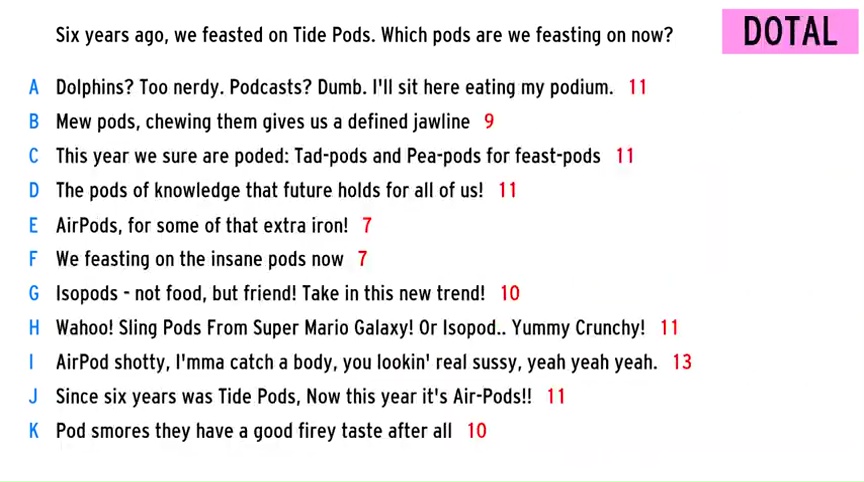 Six years ago, we feasted on Tide Pods. Which pods are we feasting on now?
DOTAL
A Dolphins? Too nerdy. Podcasts? Dumb. I'll sit here eating my podium. 11
B Mew pods, chewing them gives us a defined jawline 9
C This year we sure are poded: Tad-pods and Pea-pods for feast-pods 11
D The pods of knowledge that future holds for all of us! 11
E AirPods, for some of that extra iron! 7
F We feasting on the insane pods now 7
G Isopods - not food, but friend! Take in this new trend! 10
H Wahoo! Sling Pods From Super Mario Galaxy! Or Isopod.. Yummy Crunchy! 11
I AirPod shotty, I'mma catch a body, you lookin' real sussy, yeah yeah yeah. 13
J Since six years was Tide Pods, Now this year it's Air-Pods!! 11
K Pod smores they have a good firey taste after all 10